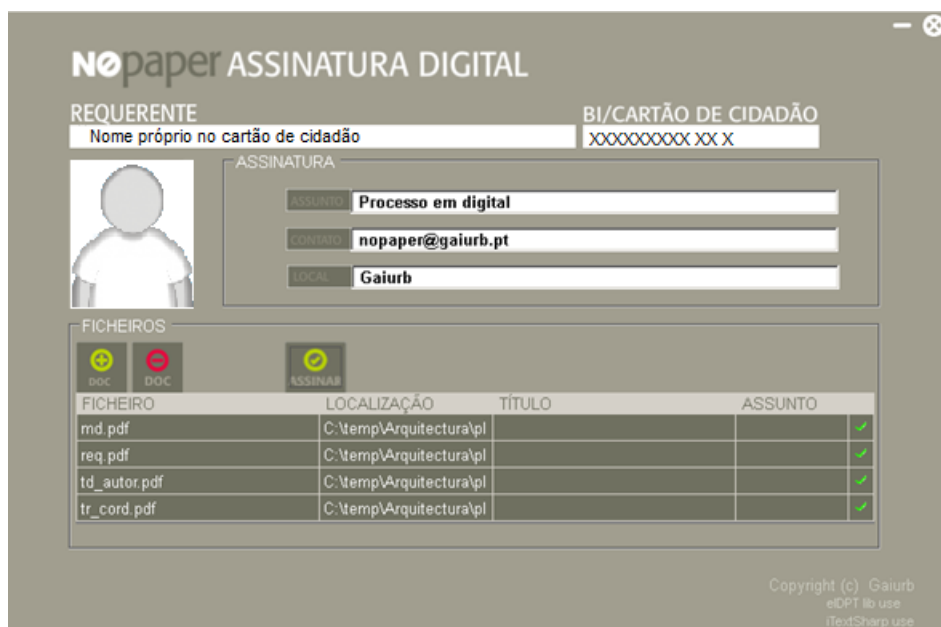 NØpaper ASSINATURA DIGITAL
REQUERENTE BI/CARTÃO DE CIDADÃO
Nome próprio no cartão de cidadão XXXXXXXXX XX X
ASSINATURA
ASSUNTO Processo em digital
CONTATO nopaper@gaiurb.pt
LOCAL Gaiurb
FICHEIROS
DOC DOC ASSINAR
FICHEIRO LOCALIZAÇÃO TÍTULO ASSUNTO
md.pdf C:\temp\Arquitectura\pl
req.pdf C:\temp\Arquitectura\pl
td_autor.pdf C:\temp\Arquitectura\pl
tr_cord.pdf C:\temp\Arquitectura\pl
Copyright (c) Gaiurb
eIDPT lib use
iTextSharp use